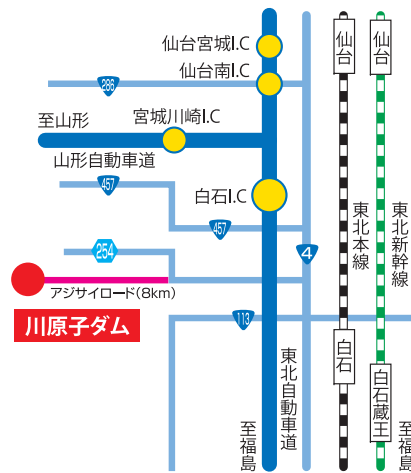 仙台宮城I.C
仙台南I.C
286
至山形
宮城川崎I.C
山形自動車道
457
白石I.C
457
254
4
アジサイロード(8km)
川原子ダム
113
東北自動車道
至福島
仙台
東北本線
白石
仙台
東北新幹線
白石蔵王
至福島